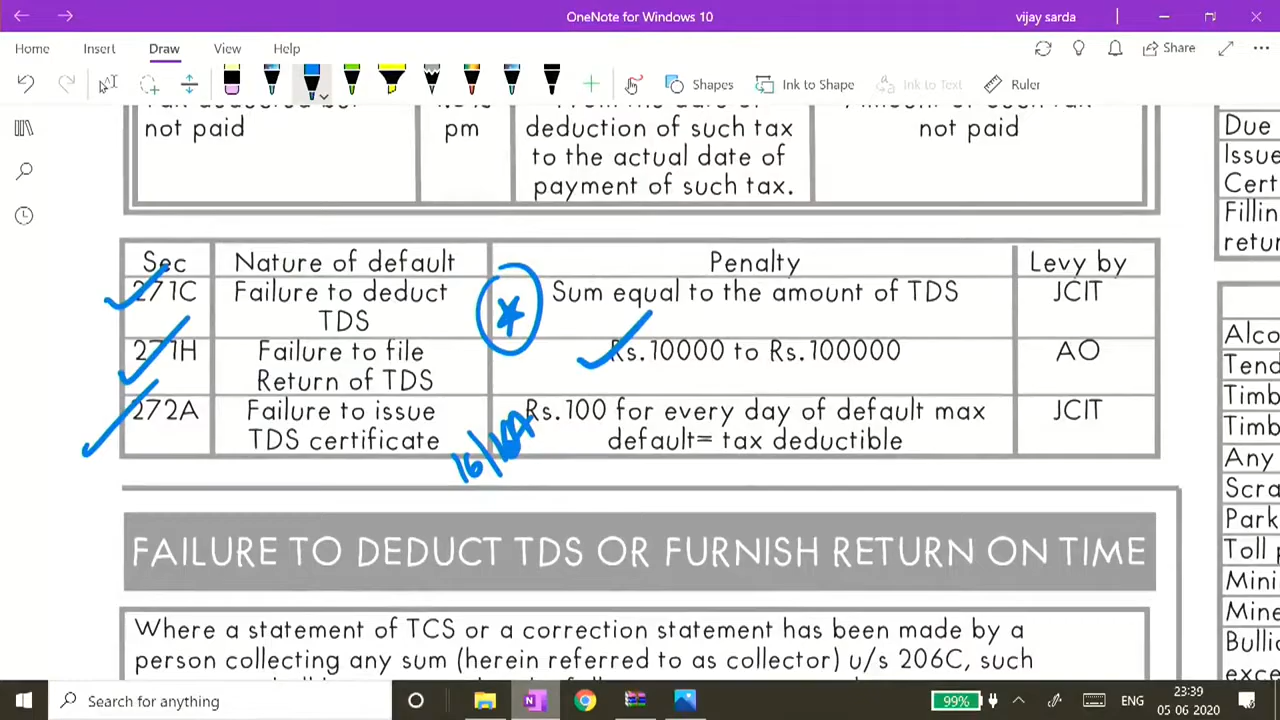 OneNote for Windows 10
vijay sarda
Home Insert Draw View Help
Share
Shapes Ink to Shape Ink to Text Ruler
not paid
pm
deduction of such tax
to the actual date of
payment of such tax.
not paid
Sec Nature of default Penalty Levy by
271C Failure to deduct TDS Sum equal to the amount of TDS JCIT
271H Failure to file Return of TDS Rs.10000 to Rs.100000 AO
272A Failure to issue TDS certificate Rs.100 for every day of default max default= tax deductible JCIT
16/16A
FAILURE TO DEDUCT TDS OR FURNISH RETURN ON TIME
Where a statement of TCS or a correction statement has been made by a
person collecting any sum (herein referred to as collector) u/s 206C, such
Due
Issue
Cert
Fillin
retur
Alco
Tend
Timb
Timb
Any
Scra
Park
Toll
Mini
Mine
Bullio
exce
Search for anything
99%
ENG
23:39
05-06-2020